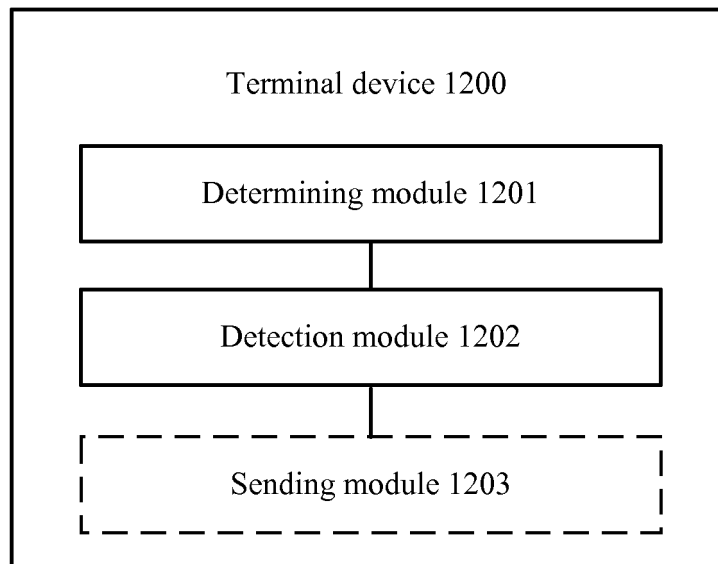 Terminal device 1200
Determining module 1201
Detection module 1202
Sending module 1203